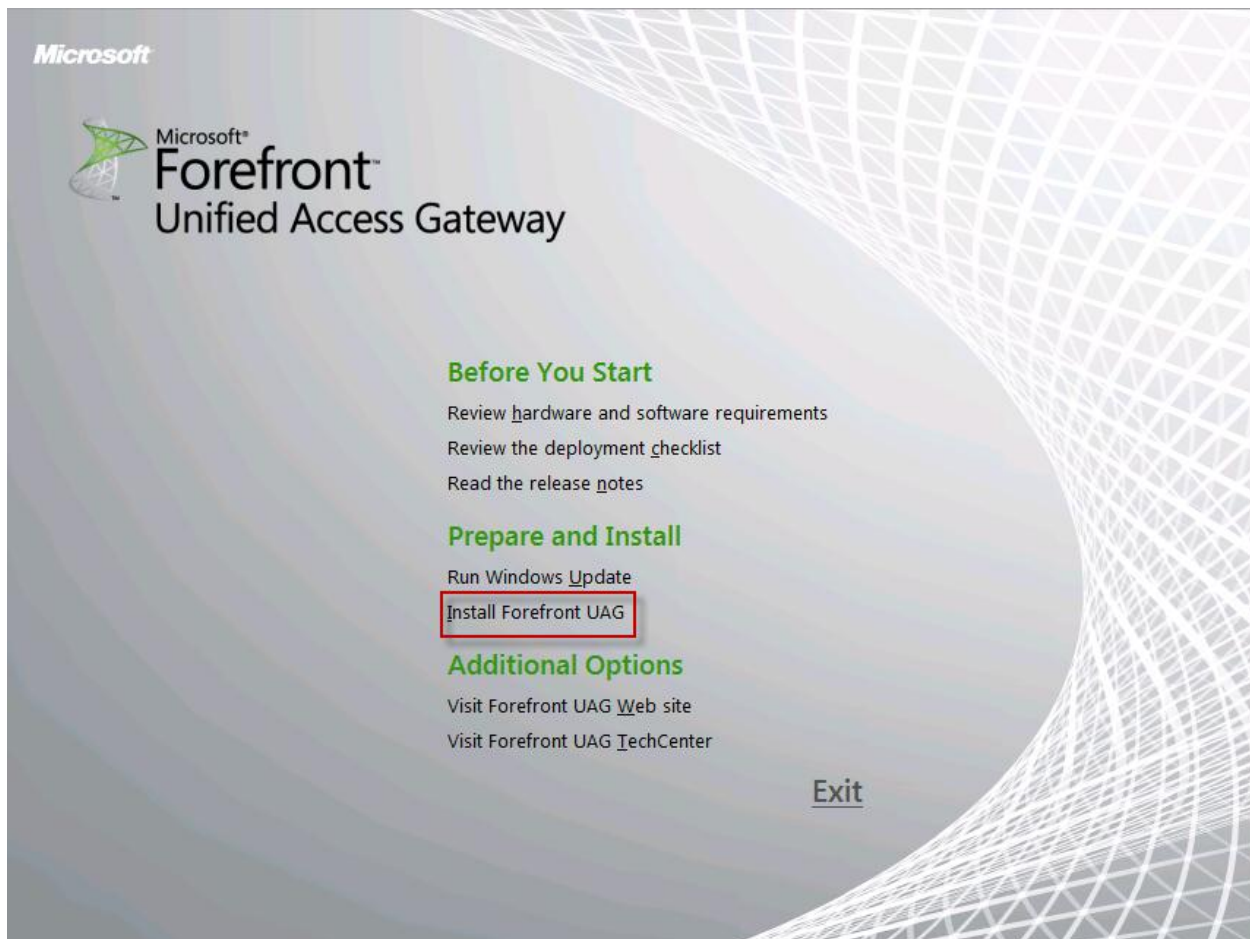 Microsoft
Microsoft®
Forefront™
Unified Access Gateway
Before You Start
Review hardware and software requirements
Review the deployment checklist
Read the release notes
Prepare and Install
Run Windows Update
Install Forefront UAG
Additional Options
Visit Forefront UAG Web site
Visit Forefront UAG TechCenter
Exit